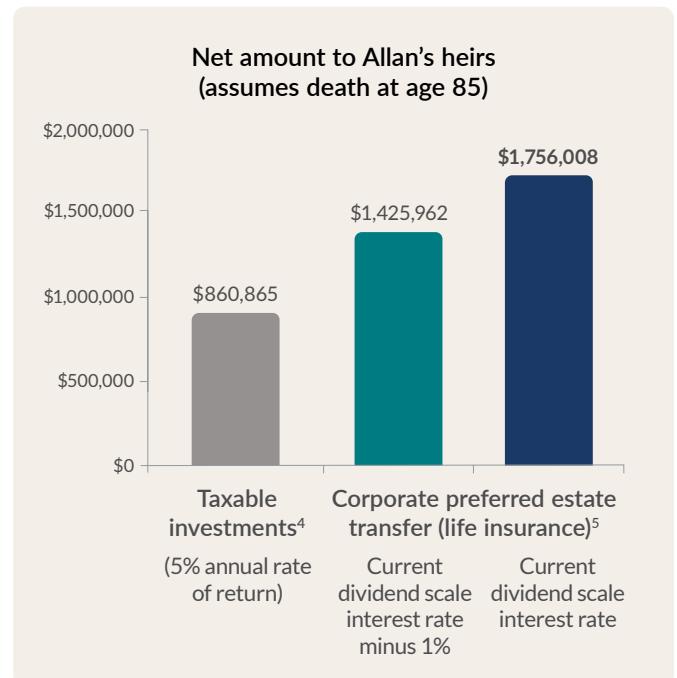 Net amount to Allan's heirs
(assumes death at age 85)
$2,000,000
$1,500,000
$1,000,000
$500,000
$0
$860,865
$1,425,962
$1,756,008
Taxable
investments⁴
(5% annual rate
of return)
Corporate preferred estate
transfer (life insurance)⁵
Current
dividend scale
interest rate
minus 1%
Current
dividend scale
interest rate